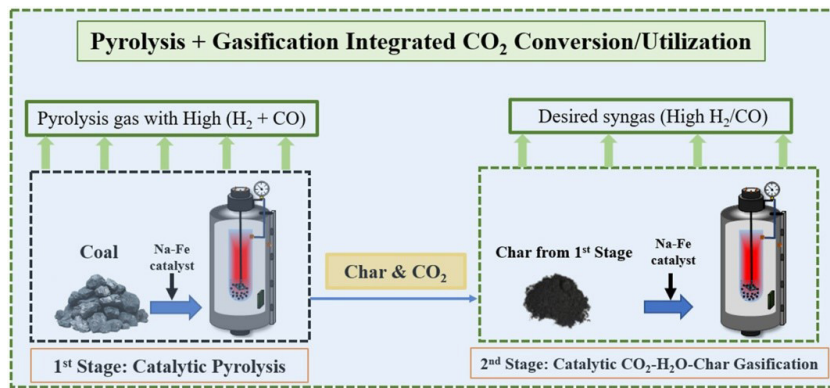 Pyrolysis + Gasification Integrated CO₂ Conversion/Utilization
Pyrolysis gas with High (H₂ + CO)
Desired syngas (High H₂/CO)
Coal
Na-Fe
catalyst
Char & CO₂
Char from 1ˢᵗ Stage
Na-Fe
catalyst
1ˢᵗ Stage: Catalytic Pyrolysis
2ⁿᵈ Stage: Catalytic CO₂-H₂O-Char Gasification